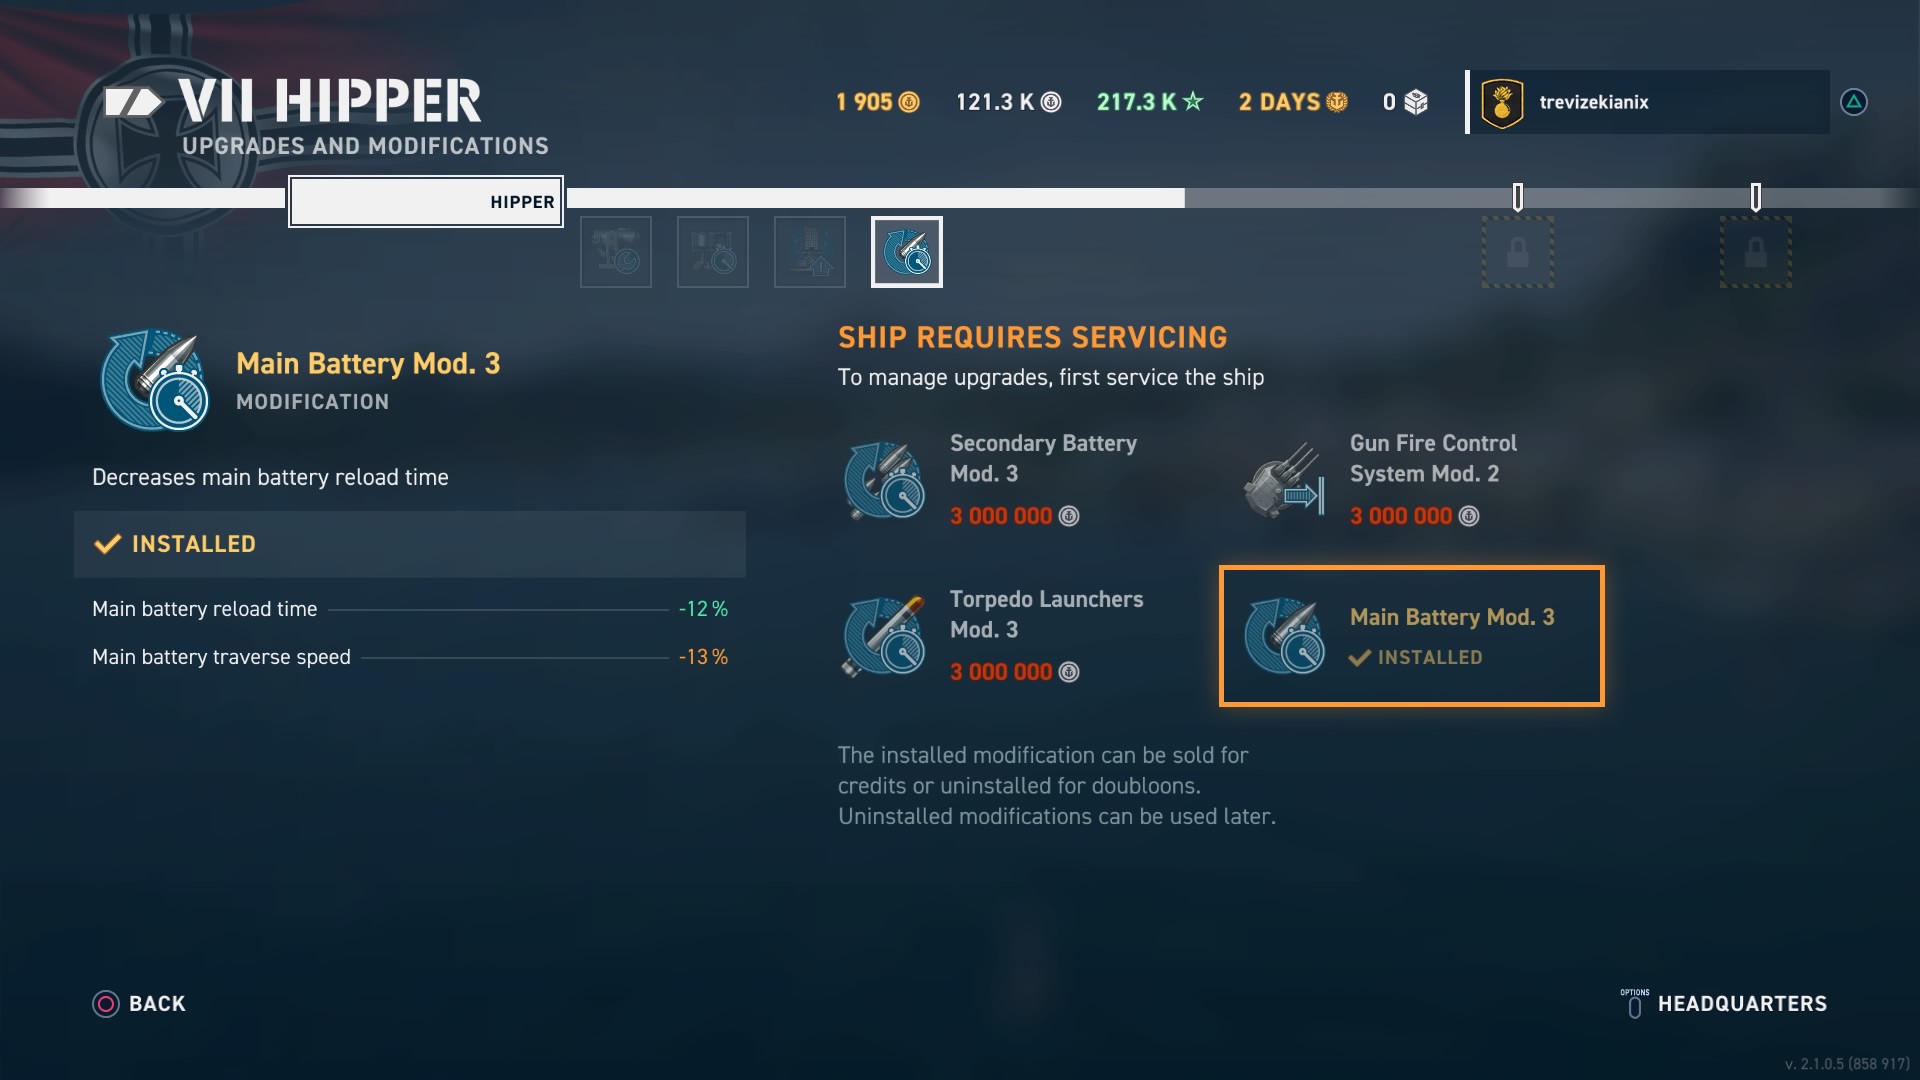 VII HIPPER
UPGRADES AND MODIFICATIONS
1 905
121.3 K
217.3 K
2 DAYS
0
trevizekianix
HIPPER
Main Battery Mod. 3
MODIFICATION
Decreases main battery reload time
INSTALLED
Main battery reload time -12 %
Main battery traverse speed -13 %
SHIP REQUIRES SERVICING
To manage upgrades, first service the ship
Secondary Battery
Mod. 3
3 000 000
Gun Fire Control
System Mod. 2
3 000 000
Torpedo Launchers
Mod. 3
3 000 000
Main Battery Mod. 3
INSTALLED
The installed modification can be sold for
credits or uninstalled for doubloons.
Uninstalled modifications can be used later.
BACK
OPTIONS
HEADQUARTERS
v. 2.1.0.5 (858 917)